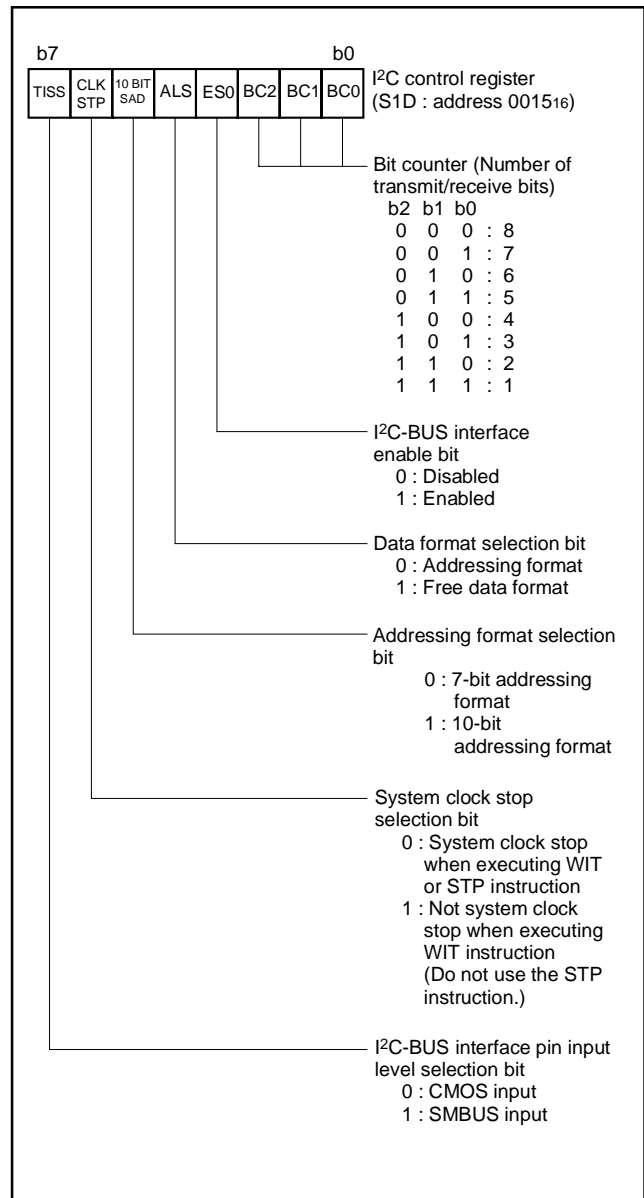 b7 b0
TISS CLK STP 10 BIT SAD ALS ES0 BC2 BC1 BC0
I2C control register
(S1D : address 001516)
Bit counter (Number of
transmit/receive bits)
b2 b1 b0
0 0 0 : 8
0 0 1 : 7
0 1 0 : 6
0 1 1 : 5
1 0 0 : 4
1 0 1 : 3
1 1 0 : 2
1 1 1 : 1
I2C-BUS interface
enable bit
0 : Disabled
1 : Enabled
Data format selection bit
0 : Addressing format
1 : Free data format
Addressing format selection
bit
0 : 7-bit addressing
format
1 : 10-bit
addressing format
System clock stop
selection bit
0 : System clock stop
when executing WIT
or STP instruction
1 : Not system clock
stop when executing
WIT instruction
(Do not use the STP
instruction.)
I2C-BUS interface pin input
level selection bit
0 : CMOS input
1 : SMBUS input